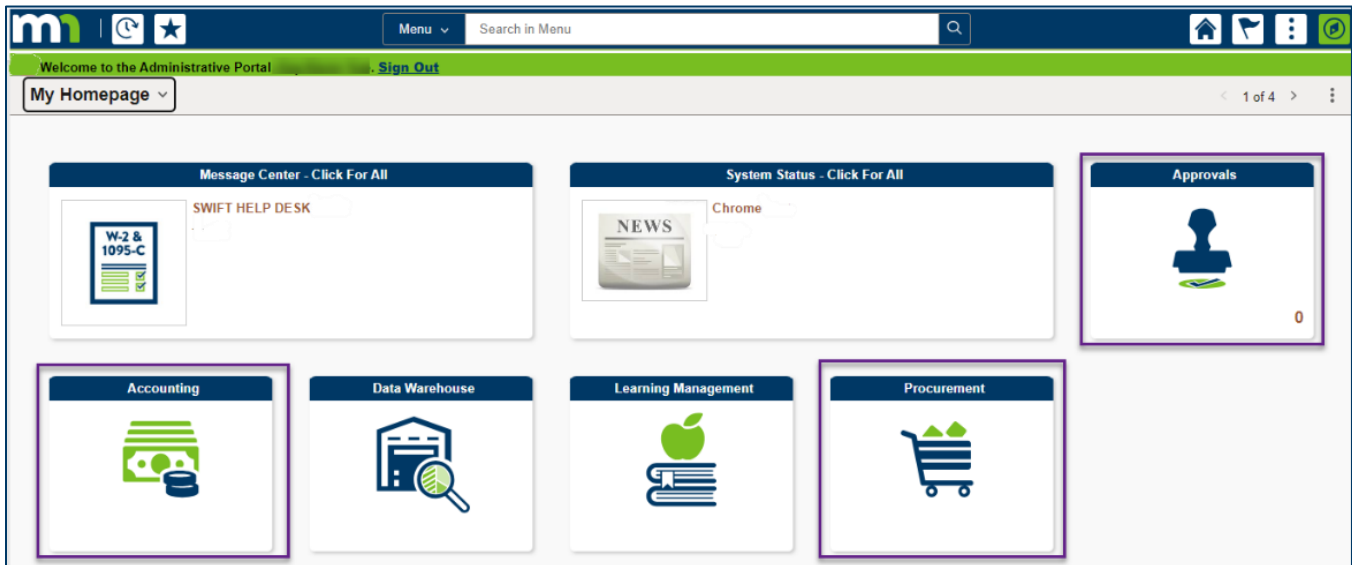 mn
Menu
Search in Menu
Welcome to the Administrative Portal . Sign Out
My Homepage
1 of 4
Message Center - Click For All
System Status - Click For All
Approvals
W-2 &
1095-C
SWIFT HELP DESK
NEWS
Chrome
0
Accounting
Data Warehouse
Learning Management
Procurement